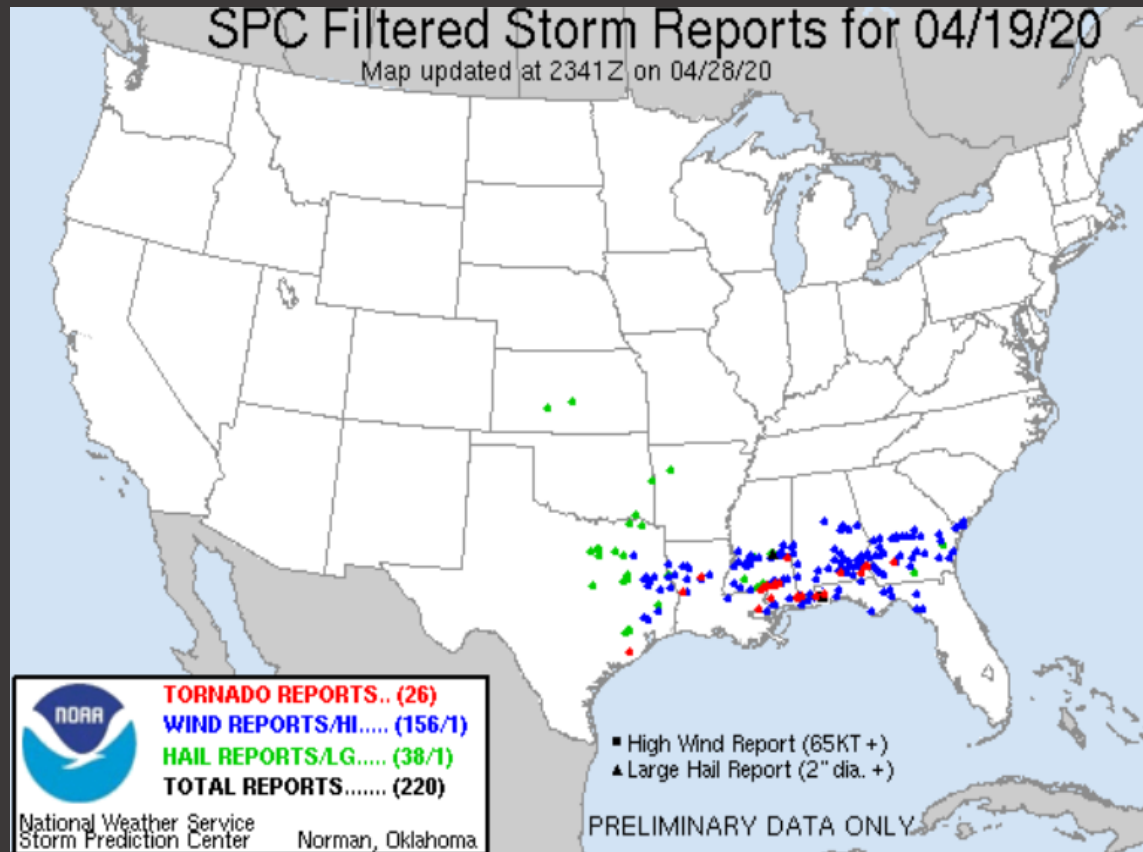 SPC Filtered Storm Reports for 04/19/20
Map updated at 2341Z on 04/28/20
NOAA
TORNADO REPORTS.. (26)
WIND REPORTS/HI..... (156/1)
HAIL REPORTS/LG..... (38/1)
TOTAL REPORTS....... (220)
National Weather Service
Storm Prediction Center Norman, Oklahoma
High Wind Report (65KT +)
Large Hail Report (2" dia. +)
PRELIMINARY DATA ONLY